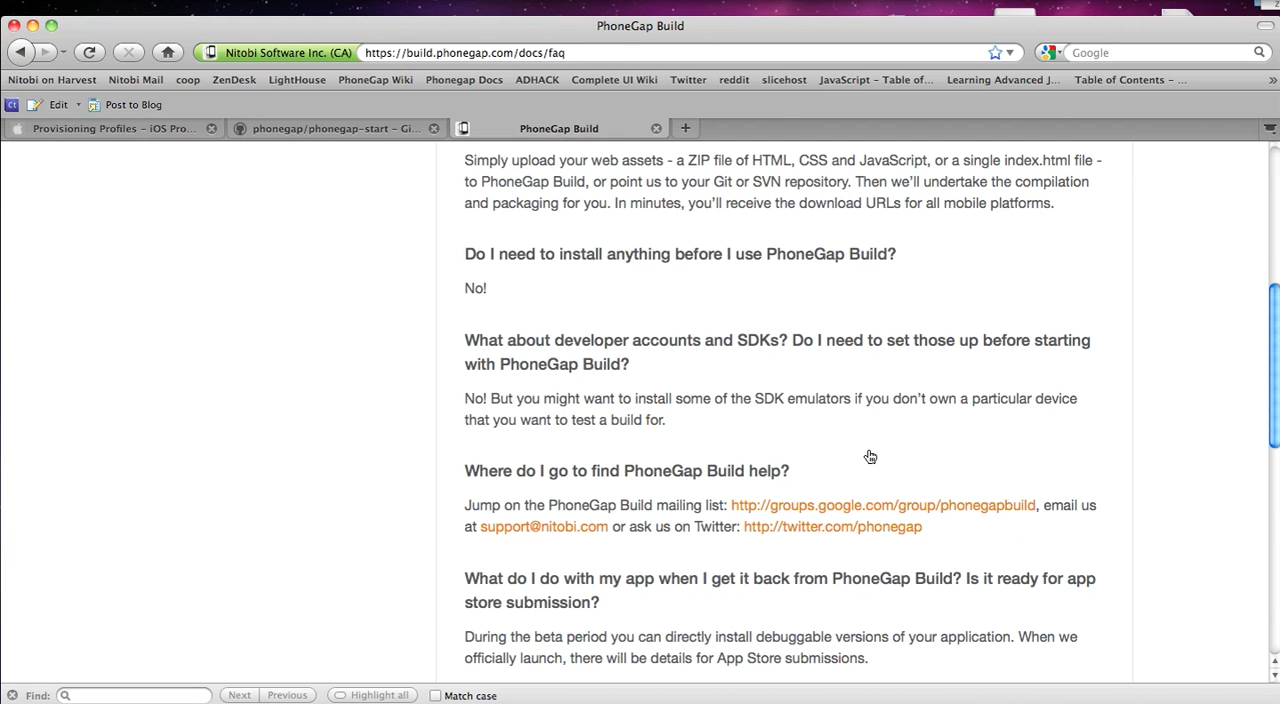 PhoneGap Build
Nitobi Software Inc. (CA) https://build.phonegap.com/docs/faq Google
Nitobi on Harvest Nitobi Mail coop ZenDesk LightHouse PhoneGap Wiki Phonegap Docs ADHACK Complete UI Wiki Twitter reddit slicehost JavaScript - Table of... Learning Advanced J... Table of Contents - ... »
Ct Edit Post to Blog
Provisioning Profiles - iOS Pro... phonegap/phonegap-start - Gi... PhoneGap Build
Simply upload your web assets - a ZIP file of HTML, CSS and JavaScript, or a single index.html file -
to PhoneGap Build, or point us to your Git or SVN repository. Then we'll undertake the compilation
and packaging for you. In minutes, you'll receive the download URLs for all mobile platforms.
Do I need to install anything before I use PhoneGap Build?
No!
What about developer accounts and SDKs? Do I need to set those up before starting
with PhoneGap Build?
No! But you might want to install some of the SDK emulators if you don't own a particular device
that you want to test a build for.
Where do I go to find PhoneGap Build help?
Jump on the PhoneGap Build mailing list: http://groups.google.com/group/phonegapbuild, email us
at support@nitobi.com or ask us on Twitter: http://twitter.com/phonegap
What do I do with my app when I get it back from PhoneGap Build? Is it ready for app
store submission?
During the beta period you can directly install debuggable versions of your application. When we
officially launch, there will be details for App Store submissions.
Find: Next Previous Highlight all Match case